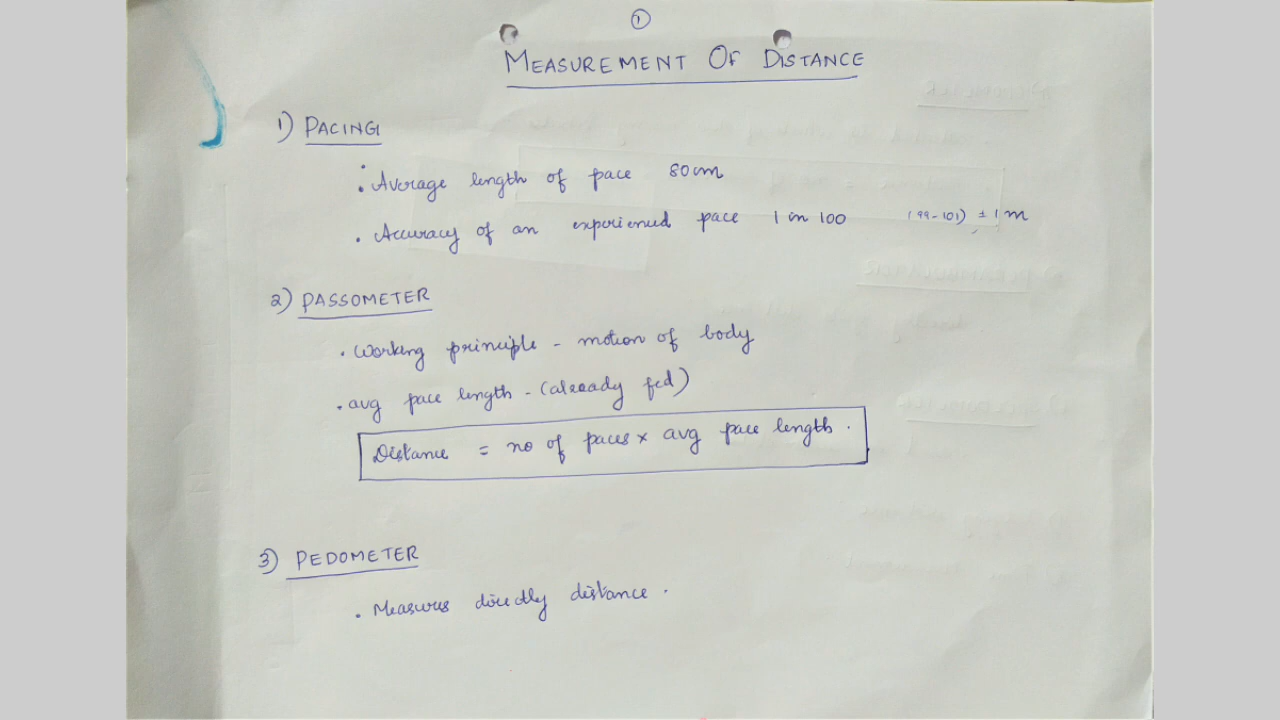 1
MEASUREMENT OF DISTANCE
1) PACING
• Average length of pace 80cm
• Accuracy of an experienced pace 1 in 100 (99-101) ± 1 m
2) PASSOMETER
• Working principle - motion of body
• avg pace length - (already fed)
Distance = no of paces × avg pace length.
3) PEDOMETER
• Measures directly distance.